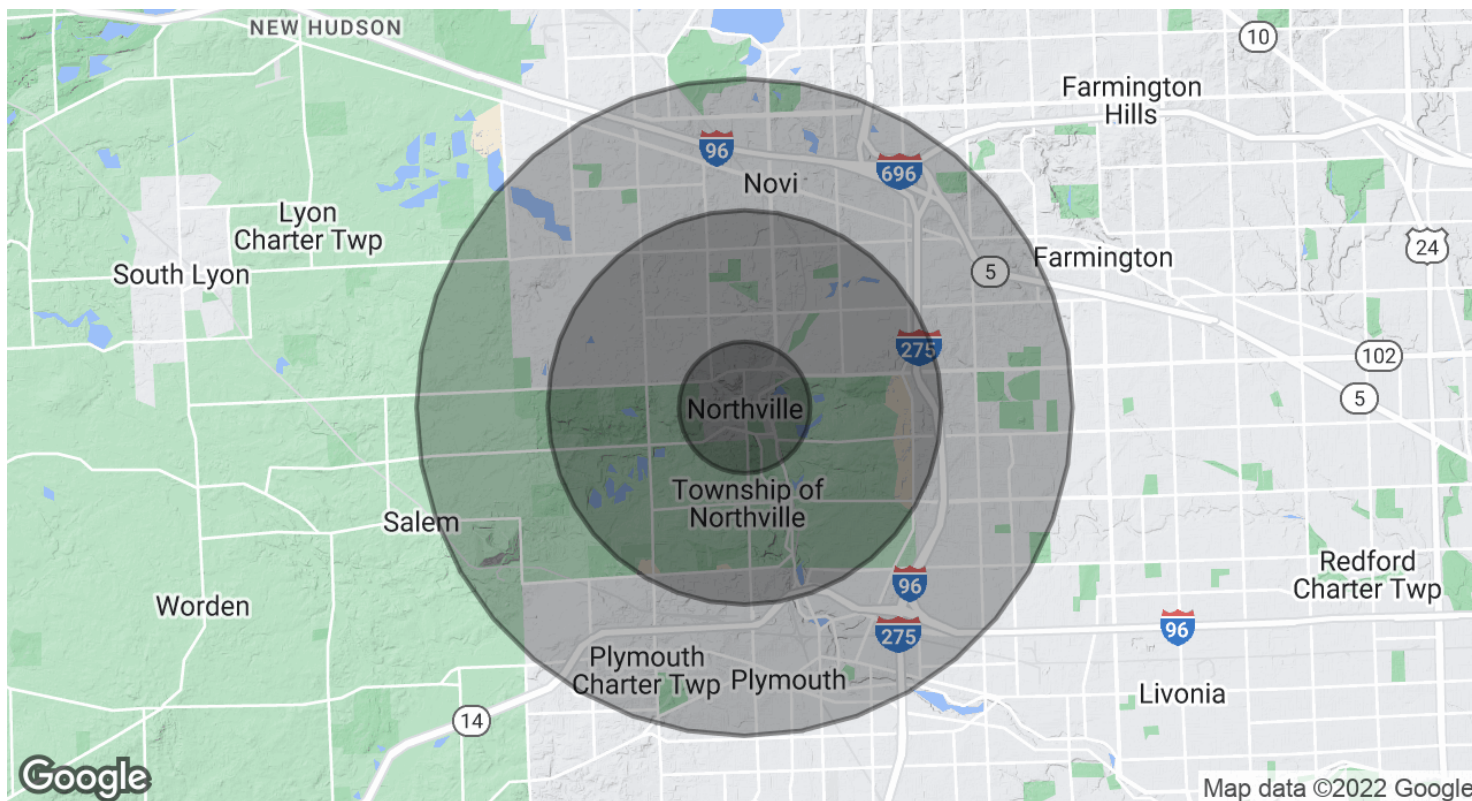 NEW HUDSON
10
Farmington
Hills
96
696
Novi
Lyon
Charter Twp
24
Farmington
5
South Lyon
275
102
5
Northville
Township of
Northville
Salem
Redford
Charter Twp
96
Worden
275
96
Plymouth
Charter Twp
Plymouth
Livonia
14
Google
Map data ©2022 Google